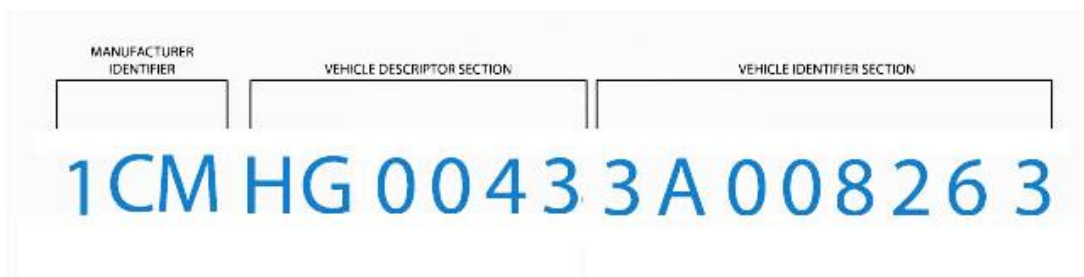 MANUFACTURER
IDENTIFIER
VEHICLE DESCRIPTOR SECTION
VEHICLE IDENTIFIER SECTION
1CM HG 0043 3A 008263